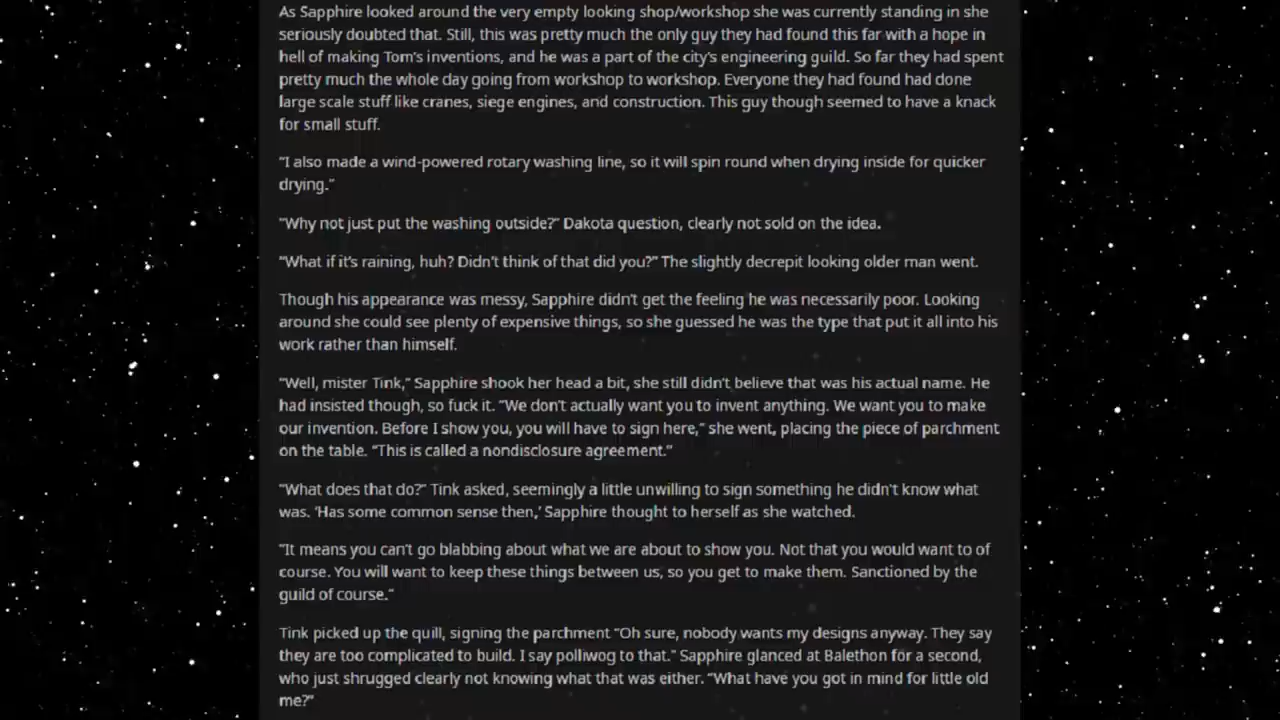 As Sapphire looked around the very empty looking shop/workshop she was currently standing in she
seriously doubted that. Still, this was pretty much the only guy they had found this far with a hope in
hell of making Tom's inventions, and he was a part of the city's engineering guild. So far they had spent
pretty much the whole day going from workshop to workshop. Everyone they had found had done
large scale stuff like cranes, siege engines, and construction. This guy though seemed to have a knack
for small stuff.
"I also made a wind-powered rotary washing line, so it will spin round when drying inside for quicker
drying."
"Why not just put the washing outside?" Dakota question, clearly not sold on the idea.
"What if it's raining, huh? Didn't think of that did you?" The slightly decrepit looking older man went.
Though his appearance was messy, Sapphire didn't get the feeling he was necessarily poor. Looking
around she could see plenty of expensive things, so she guessed he was the type that put it all into his
work rather than himself.
"Well, mister Tink," Sapphire shook her head a bit, she still didn't believe that was his actual name. He
had insisted though, so fuck it. "We don't actually want you to invent anything. We want you to make
our invention. Before I show you, you will have to sign here," she went, placing the piece of parchment
on the table. "This is called a nondisclosure agreement."
"What does that do?" Tink asked, seemingly a little unwilling to sign something he didn't know what
was. 'Has some common sense then,' Sapphire thought to herself as she watched.
"It means you can't go blabbing about what we are about to show you. Not that you would want to of
course. You will want to keep these things between us, so you get to make them. Sanctioned by the
guild of course."
Tink picked up the quill, signing the parchment "Oh sure, nobody wants my designs anyway. They say
they are too complicated to build. I say polliwog to that." Sapphire glanced at Balethon for a second,
who just shrugged clearly not knowing what that was either. "What have you got in mind for little old
me?"